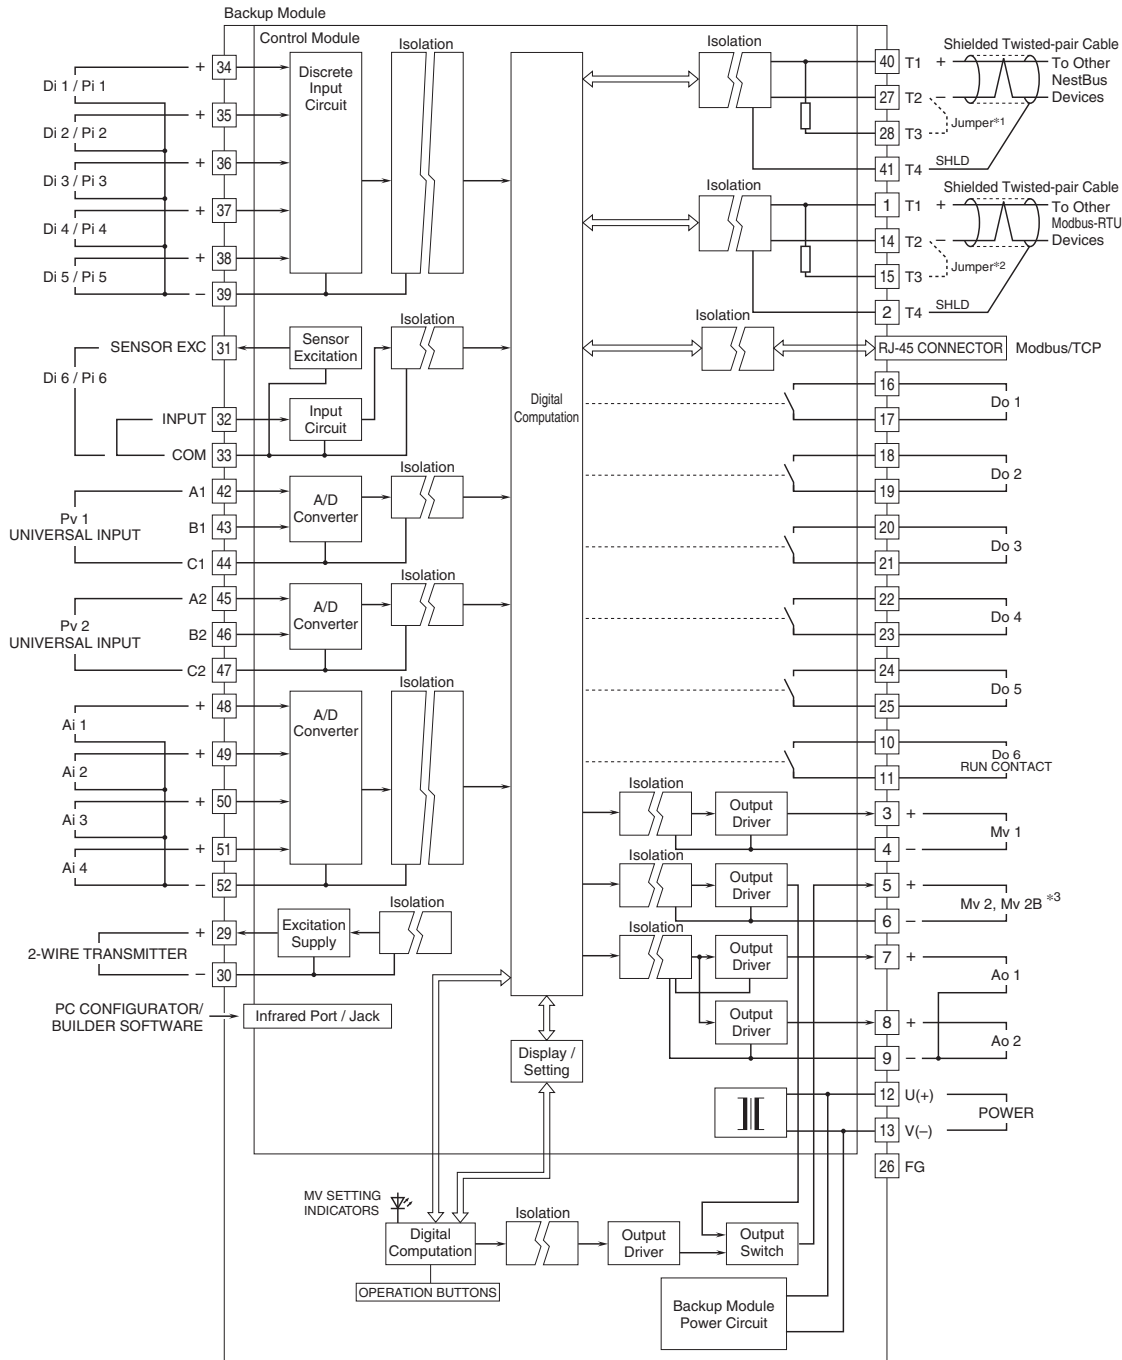 Backup Module
Control Module
Isolation
Discrete
Input
Circuit
Di 1 / Pi 1
+ 34
Di 2 / Pi 2
+ 35
Di 3 / Pi 3
+ 36
Di 4 / Pi 4
+ 37
Di 5 / Pi 5
+ 38
– 39
Isolation
SENSOR EXC 31
Sensor
Excitation
Di 6 / Pi 6
INPUT 32
Input
Circuit
COM 33
Isolation
A1 42
A/D
Converter
Pv 1
UNIVERSAL INPUT
B1 43
C1 44
Isolation
A2 45
A/D
Converter
Pv 2
UNIVERSAL INPUT
B2 46
C2 47
Isolation
+ 48
A/D
Converter
Ai 1
+ 49
Ai 2
+ 50
Ai 3
+ 51
Ai 4
– 52
Isolation
+ 29
Excitation
Supply
2-WIRE TRANSMITTER
– 30
PC CONFIGURATOR/
BUILDER SOFTWARE
Infrared Port / Jack
Digital
Computation
Display /
Setting
Isolation
40 T1 +
27 T2 –
28 T3
41 T4 SHLD
Jumper*1
Shielded Twisted-pair Cable
To Other
NestBus
Devices
Isolation
1 T1 +
14 T2 –
15 T3
2 T4 SHLD
Jumper*2
Shielded Twisted-pair Cable
To Other
Modbus-RTU
Devices
Isolation
RJ-45 CONNECTOR Modbus/TCP
16
Do 1
17
18
Do 2
19
20
Do 3
21
22
Do 4
23
24
Do 5
25
10
Do 6
RUN CONTACT
11
Isolation
Output
Driver
3 +
Mv 1
4 –
Isolation
Output
Driver
5 +
Mv 2, Mv 2B *3
6 –
Isolation
Output
Driver
7 +
Ao 1
Output
Driver
8 +
Ao 2
9 –
12 U(+)
POWER
13 V(–)
26 FG
MV SETTING
INDICATORS
Digital
Computation
OPERATION BUTTONS
Isolation
Output
Driver
Output
Switch
Backup Module
Power Circuit